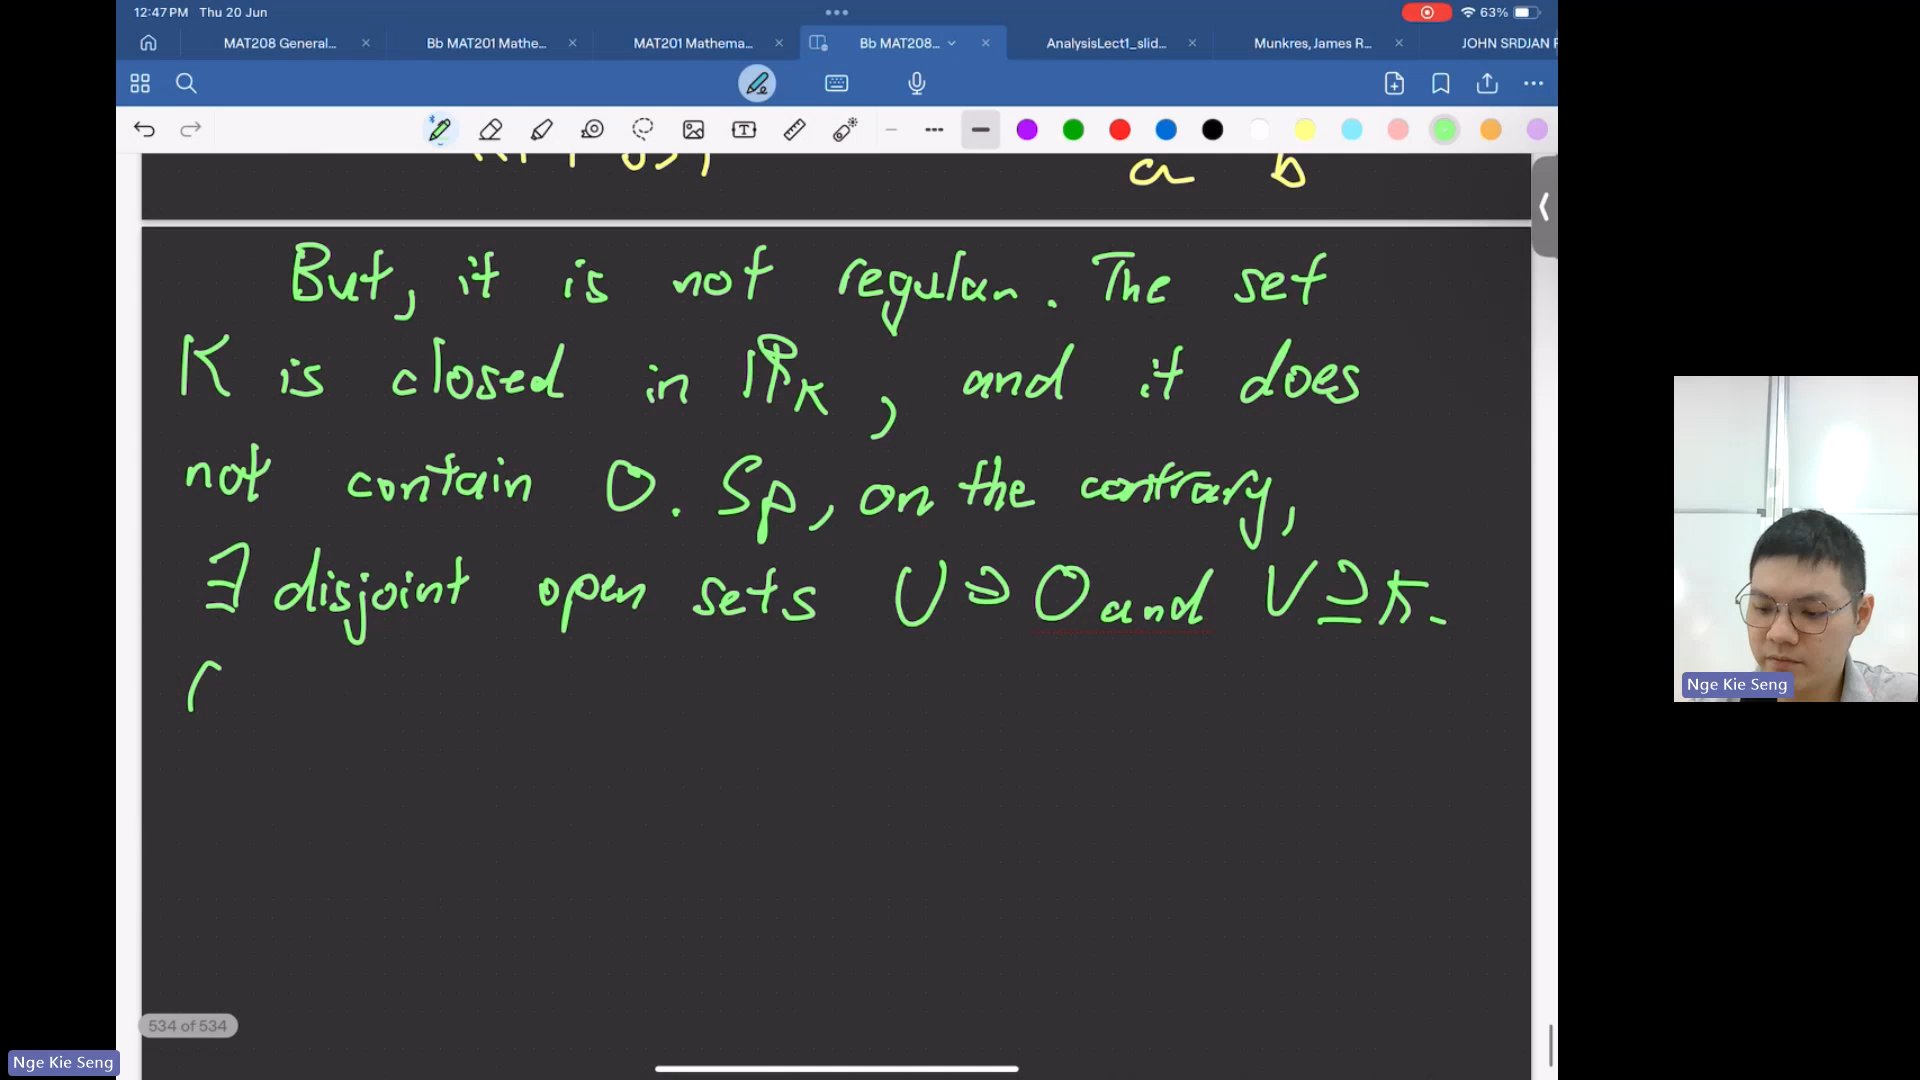 12:47 PM Thu 20 Jun
63%
MAT208 General...
Bb MAT201 Mathe...
MAT201 Mathema...
Bb MAT208...
AnalysisLect1_slid...
Munkres, James R...
JOHN SRDJAN
a b
But, it is not regular. The set
K is closed in ℝ_K, and it does
not contain 0. Sp, on the contrary,
∃ disjoint open sets U ∋ 0 and V ⊇ K.
534 of 534
Nge Kie Seng
Nge Kie Seng